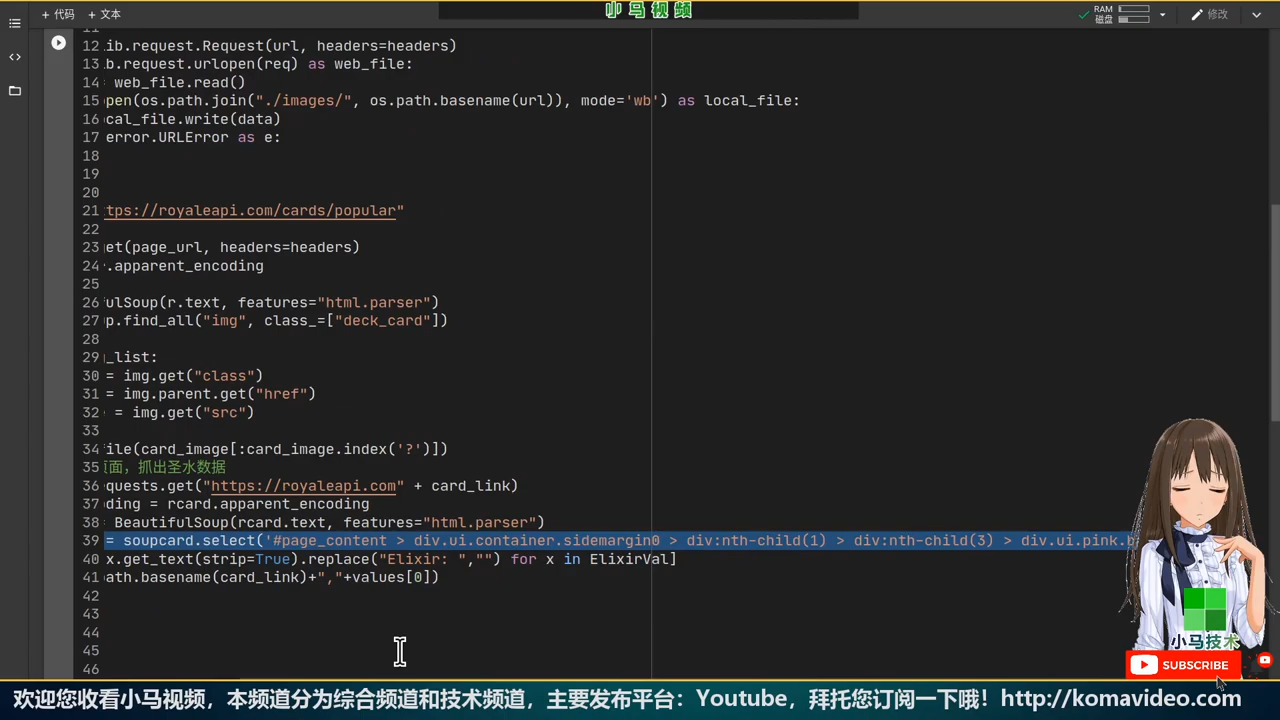 小马视频
+ 代码 + 文本
RAM
磁盘
修改
11
12 ib.request.Request(url, headers=headers)
13 b.request.urlopen(req) as web_file:
14 web_file.read()
15 pen(os.path.join("./images/", os.path.basename(url)), mode='wb') as local_file:
16 cal_file.write(data)
17 error.URLError as e:
18
19
20
21 tps://royaleapi.com/cards/popular"
22
23 et(page_url, headers=headers)
24 .apparent_encoding
25
26 ulSoup(r.text, features="html.parser")
27 p.find_all("img", class_=["deck_card"])
28
29 _list:
30 = img.get("class")
31 = img.parent.get("href")
32 = img.get("src")
33
34 ile(card_image[:card_image.index('?')])
35 页面，抓出圣水数据
36 quests.get("https://royaleapi.com" + card_link)
37 ding = rcard.apparent_encoding
38 BeautifulSoup(rcard.text, features="html.parser")
39 = soupcard.select('#page_content > div.ui.container.sidemargin0 > div:nth-child(1) > div:nth-child(3) > div.ui.pink.b
40 x.get_text(strip=True).replace("Elixir: ","") for x in ElixirVal]
41 ath.basename(card_link)+","+values[0])
42
43
44
45
46
小马技术
SUBSCRIBE
欢迎您收看小马视频，本频道分为综合频道和技术频道，主要发布平台：Youtube，拜托您订阅一下哦！http://komavideo.com